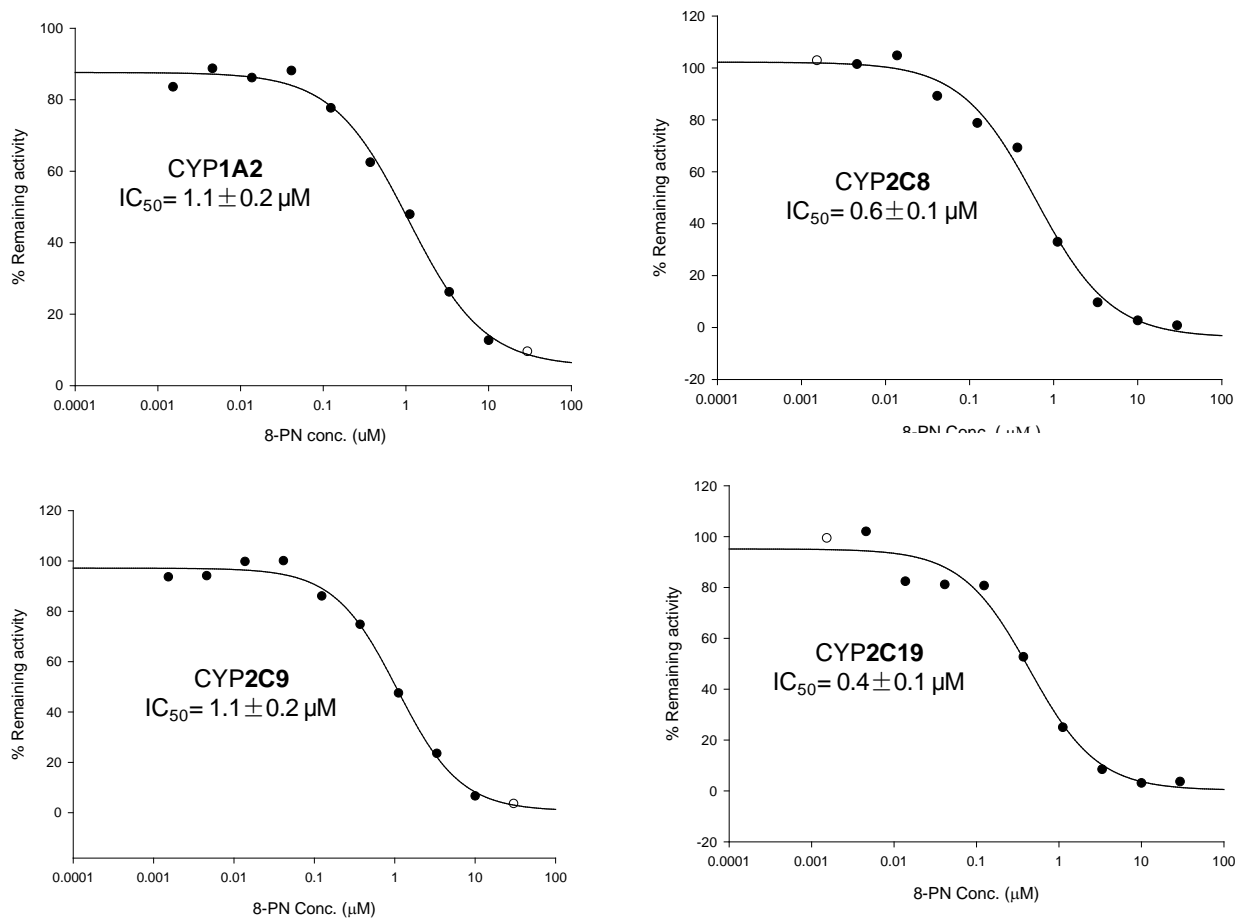 100
80
60
40
20
0
% Remaining activity
CYP1A2
IC50= 1.1±0.2 µM
0.0001 0.001 0.01 0.1 1 10 100
8-PN conc. (uM)
120
100
80
60
40
20
0
-20
% Remaining activity
CYP2C8
IC50= 0.6±0.1 µM
0.0001 0.001 0.01 0.1 1 10 100
8-PN Conc. ( µM )
120
100
80
60
40
20
0
% Remaining activity
CYP2C9
IC50= 1.1±0.2 µM
0.0001 0.001 0.01 0.1 1 10 100
8-PN Conc. (µM)
120
100
80
60
40
20
0
-20
% Remaining activity
CYP2C19
IC50= 0.4±0.1 µM
0.0001 0.001 0.01 0.1 1 10 100
8-PN Conc. (µM)